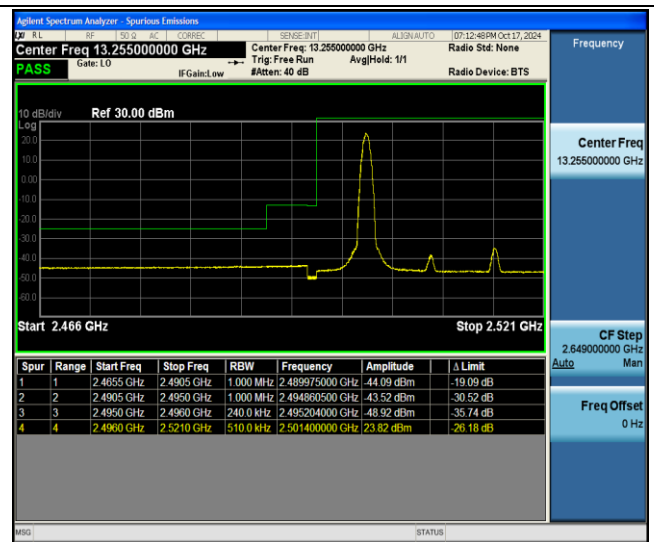 Agilent Spectrum Analyzer - Spurious Emissions
LXI RL RF 50 Ω AC CORREC SENSE:INT ALIGN AUTO 07:12:48 PM Oct 17, 2024
Center Freq 13.255000000 GHz Center Freq: 13.255000000 GHz Radio Std: None Frequency
PASS Gate: LO Trig: Free Run Avg|Hold: 1/1
IFGain:Low #Atten: 40 dB Radio Device: BTS
10 dB/div Ref 30.00 dBm
Log
20.0
10.0
0.00
-10.0
-20.0
-30.0
-40.0
-50.0
-60.0
Start 2.466 GHz Stop 2.521 GHz
Center Freq
13.255000000 GHz
CF Step
2.649000000 GHz
Auto Man
Freq Offset
0 Hz
Spur Range Start Freq Stop Freq RBW Frequency Amplitude Δ Limit
1 1 2.4655 GHz 2.4905 GHz 1.000 MHz 2.489975000 GHz -44.09 dBm -19.09 dB
2 2 2.4905 GHz 2.4950 GHz 1.000 MHz 2.494860500 GHz -43.52 dBm -30.52 dB
3 3 2.4950 GHz 2.4960 GHz 240.0 kHz 2.495204000 GHz -48.92 dBm -35.74 dB
4 4 2.4960 GHz 2.5210 GHz 510.0 kHz 2.501400000 GHz 23.82 dBm -26.18 dB
MSG STATUS